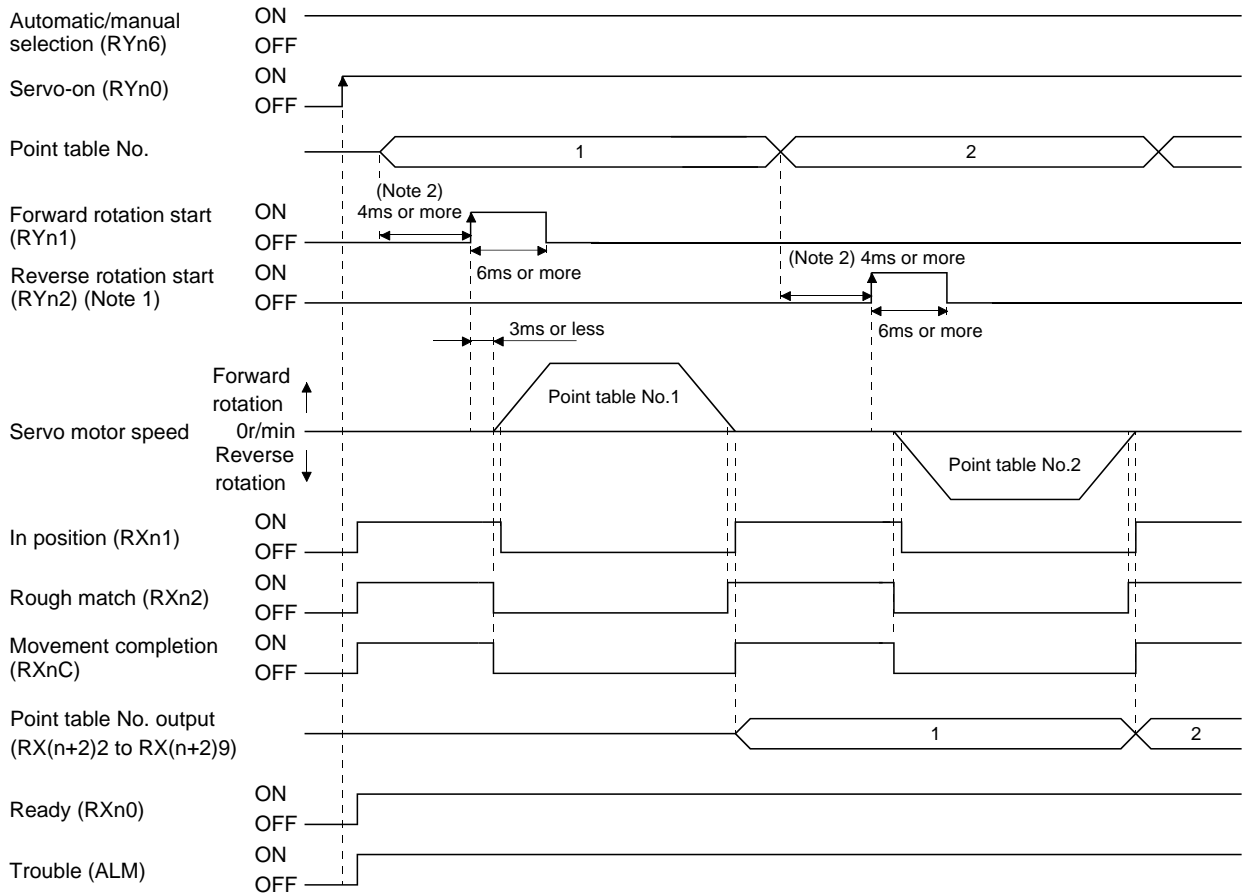 Automatic/manual
selection (RYn6)
ON
OFF
Servo-on (RYn0)
ON
OFF
Point table No.
1
2
Forward rotation start
(RYn1)
ON
OFF
(Note 2)
4ms or more
6ms or more
Reverse rotation start
(RYn2) (Note 1)
ON
OFF
(Note 2) 4ms or more
6ms or more
3ms or less
Servo motor speed
Forward
rotation
0r/min
Reverse
rotation
Point table No.1
Point table No.2
In position (RXn1)
ON
OFF
Rough match (RXn2)
ON
OFF
Movement completion
(RXnC)
ON
OFF
Point table No. output
(RX(n+2)2 to RX(n+2)9)
1
2
Ready (RXn0)
ON
OFF
Trouble (ALM)
ON
OFF